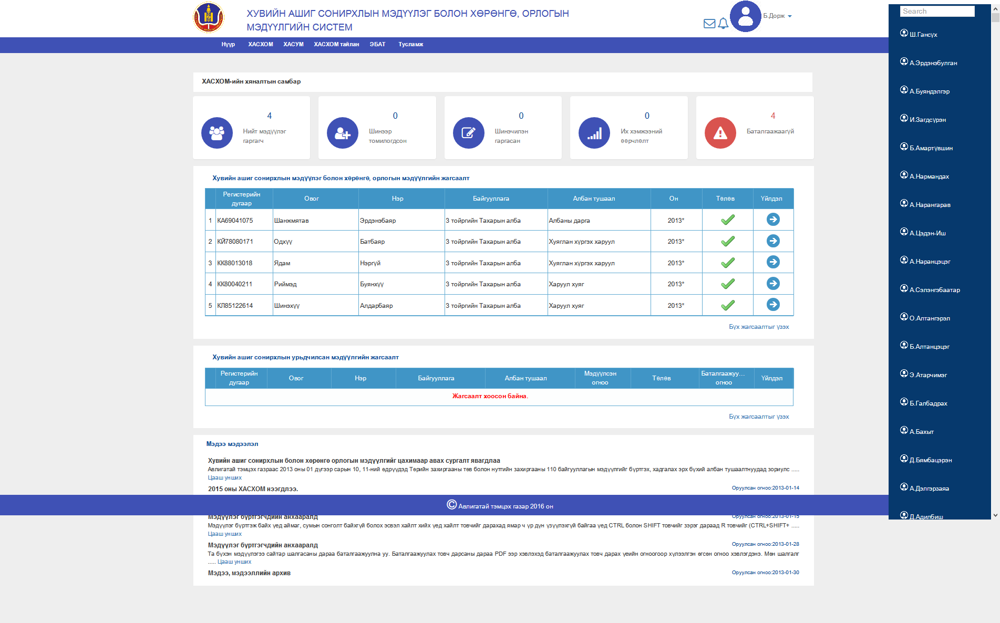 ХУВИЙН АШИГ СОНИРХЛЫН МЭДҮҮЛЭГ БОЛОН ХӨРӨНГӨ, ОРЛОГЫН
МЭДҮҮЛГИЙН СИСТЕМ
Б.Дорж
Нүүр ХАСХОМ ХАСУМ ХАСХОМ тайлан ЭБАТ Тусламж
ХАСХОМ-ийн хяналтын самбар
4
Нийт мэдүүлэг
гаргагч
0
Шинээр
томилогдсон
0
Шинэчилэн
гаргасан
0
Их хэмжээний
өөрчлөлт
4
Баталгаажаагүй
Хувийн ашиг сонирхлын мэдүүлэг болон хөрөнгө, орлогын мэдүүлгийн жагсаалт
Регистерийн дугаар Овог Нэр Байгууллага Албан тушаал Он Төлөв Үйлдэл
1 КА69041075 Шанжмятав Эрдэнэбаяр 3 тойргийн Тахарын алба Албаны дарга 2013*
2 КЙ78080171 Одхүү Батбаяр 3 тойргийн Тахарын алба Хуяглан хүргэх харуул 2013*
3 КК88013018 Ядам Нэргүй 3 тойргийн Тахарын алба Хуяглан хүргэх харуул 2013*
4 КК80040211 Риймэд Буянхүү 3 тойргийн Тахарын алба Харуул хуяг 2013*
5 КЛ85122614 Шинэхүү Алдарбаяр 3 тойргийн Тахарын алба Харуул хуяг 2013*
Бүх жагсаалтыг үзэх
Хувийн ашиг сонирхлын урьдчилсан мэдүүлгийн жагсаалт
Регистерийн дугаар Овог Нэр Байгууллага Албан тушаал Мэдүүлсэн огноо Төлөв Баталгаажуу... огноо Үйлдэл
Жагсаалт хоосон байна.
Бүх жагсаалтыг үзэх
Мэдээ мэдээлэл
Хувийн ашиг сонирхлын болон хөрөнгө орлогын мэдүүлгийг цахимаар авах сургалт явагдлаа
Авлигатай тэмцэх газраас 2013 оны 01 дүгээр сарын 10, 11-ний өдрүүдэд Төрийн захиргааны төв болон нутгийн захиргааны 110 байгууллагын мэдүүлгийг бүртгэх, хадгалах эрх бүхий албан тушаалтнуудад зориулс .....
Цааш унших
2015 оны ХАСХОМ нээгдлээ. Оруулсан огноо:2013-01-14
© Авлигатай тэмцэх газар 2016 он
Мэдүүлэг бүртгэгчдийн анхааралд Оруулсан огноо:2013-01-15
Мэдүүлэг бүртгэж байх үед аймаг, сумын сонголт байхгүй болох эсвэл хайлт хийх үед хайлт товчийг дарахад ямар ч үр дүн үзүүлэхгүй байгаа үед CTRL болон SHIFT товчийг зэрэг дараад R товчийг (CTRL+SHIFT+ .....
Цааш унших
Мэдүүлэг бүртгэгчдийн анхааралд Оруулсан огноо:2013-01-28
Та бүхэн мэдүүлэгээ сайтар шалгасаны дараа баталгаажуулна уу. Баталгаажуулах товч дарсаны дараа PDF ээр хэвлэхэд баталгаажуулах товч дарах үеийн огноогоор хүлээлгэн өгсөн огноо хэвлэгдэнэ. Мөн шалгалг
..... Цааш унших
Мэдээ, мэдээллийн архив Оруулсан огноо:2013-01-30
Search
Ш.Гансүх
А.Эрдэнэбулган
А.Буяндэлгэр
И.Загдсүрэн
Б.Амартүвшин
А.Нармандах
А.Нарангарав
А.Цэдэн-Иш
А.Наранцэцэг
А.Сэлэнгэбаатар
О.Алтангэрэл
Б.Алтанцэцэг
Э.Атарчимэг
Б.Галбадрах
А.Бахыт
Д.Бямбацэрэн
А.Дэлгэрзаяа
Д.Адилбиш